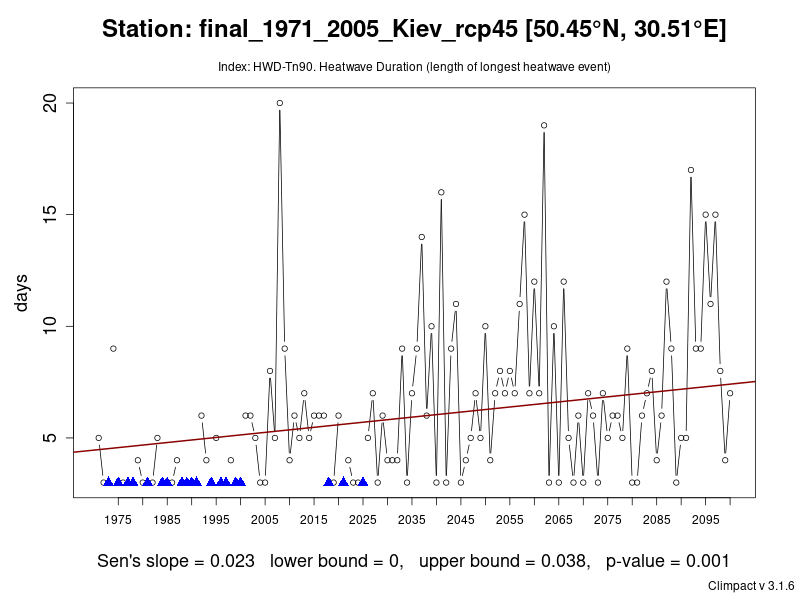 Station: final_1971_2005_Kiev_rcp45 [50.45°N, 30.51°E]
Index: HWD-Tn90. Heatwave Duration (length of longest heatwave event)
20
15
10
5
days
1975 1985 1995 2005 2015 2025 2035 2045 2055 2065 2075 2085 2095
Sen's slope = 0.023 lower bound = 0, upper bound = 0.038, p-value = 0.001
Climpact v 3.1.6